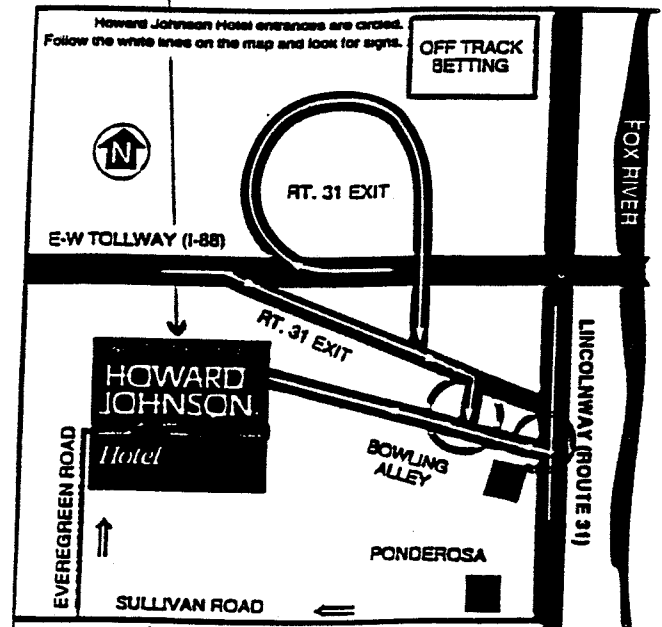 Howard Johnson Hotel entrances are circled.
Follow the white lines on the map and look for signs.
OFF TRACK
BETTING
N
FOX RIVER
RT. 31 EXIT
E-W TOLLWAY (I-88)
RT. 31 EXIT
LINCOLNWAY (ROUTE 31)
HOWARD
JOHNSON
Hotel
BOWLING
ALLEY
EVEREGREEN ROAD
PONDEROSA
SULLIVAN ROAD